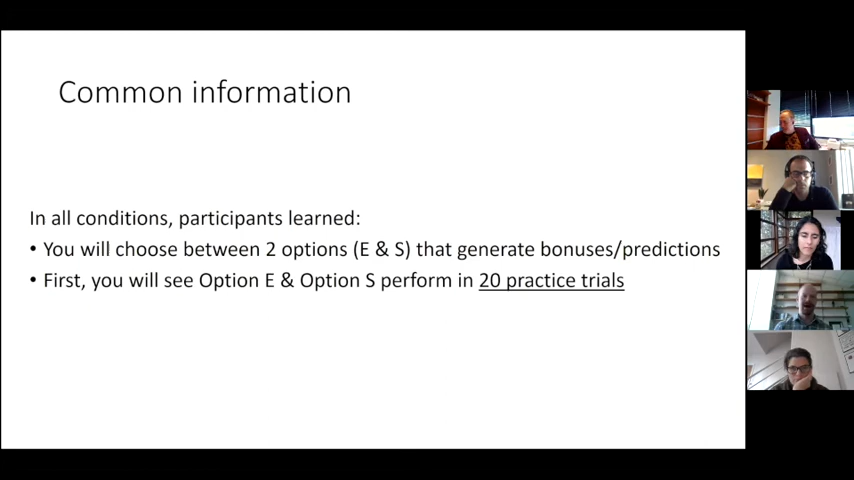 Common information
In all conditions, participants learned:
• You will choose between 2 options (E & S) that generate bonuses/predictions
• First, you will see Option E & Option S perform in 20 practice trials